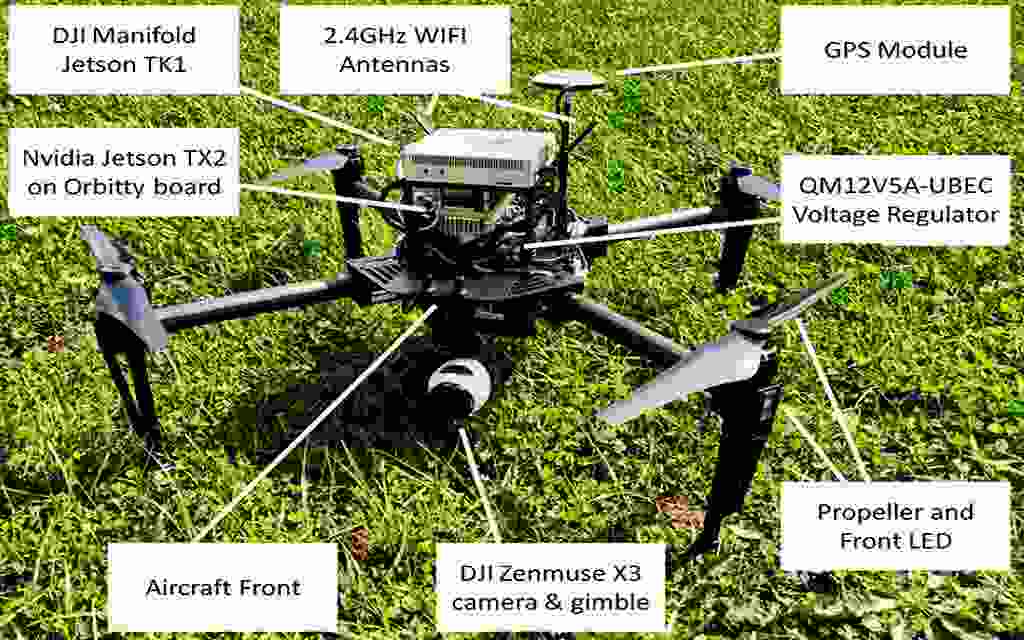 DJI Manifold
Jetson TK1
2.4GHz WIFI
Antennas
GPS Module
Nvidia Jetson TX2
on Orbitty board
QM12V5A-UBEC
Voltage Regulator
Propeller and
Front LED
Aircraft Front
DJI Zenmuse X3
camera & gimble